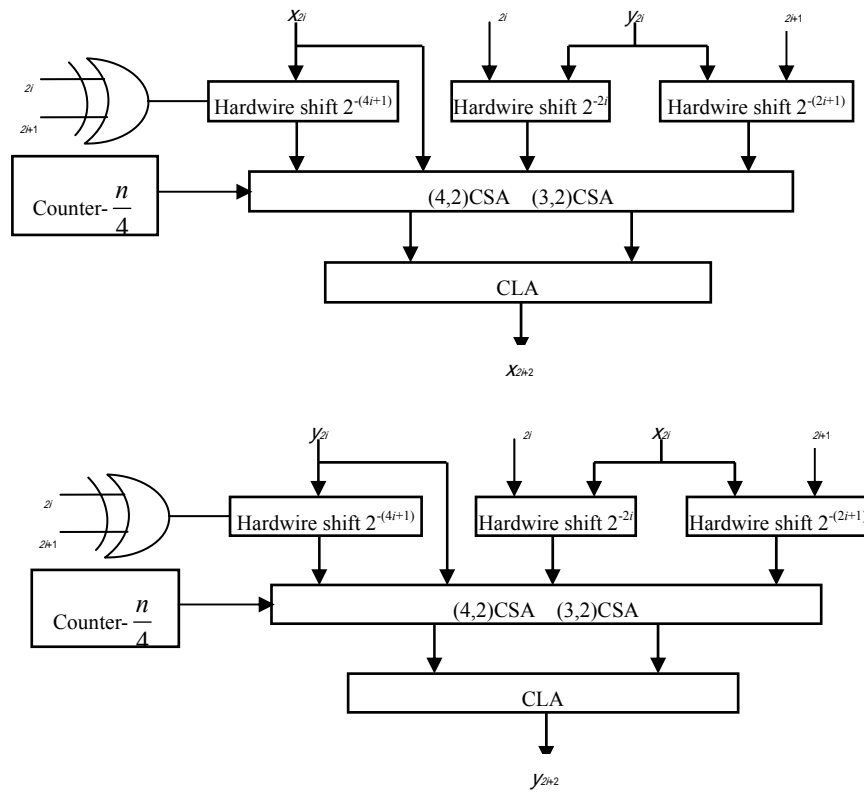 x2i
2i
y2i
2i+1
2i
2i+1
Hardwire shift 2-(4i+1)
Hardwire shift 2-2i
Hardwire shift 2-(2i+1)
Counter- n/4
(4,2)CSA (3,2)CSA
CLA
x2i+2
y2i
2i
x2i
2i+1
2i
2i+1
Hardwire shift 2-(4i+1)
Hardwire shift 2-2i
Hardwire shift 2-(2i+1)
Counter- n/4
(4,2)CSA (3,2)CSA
CLA
y2i+2